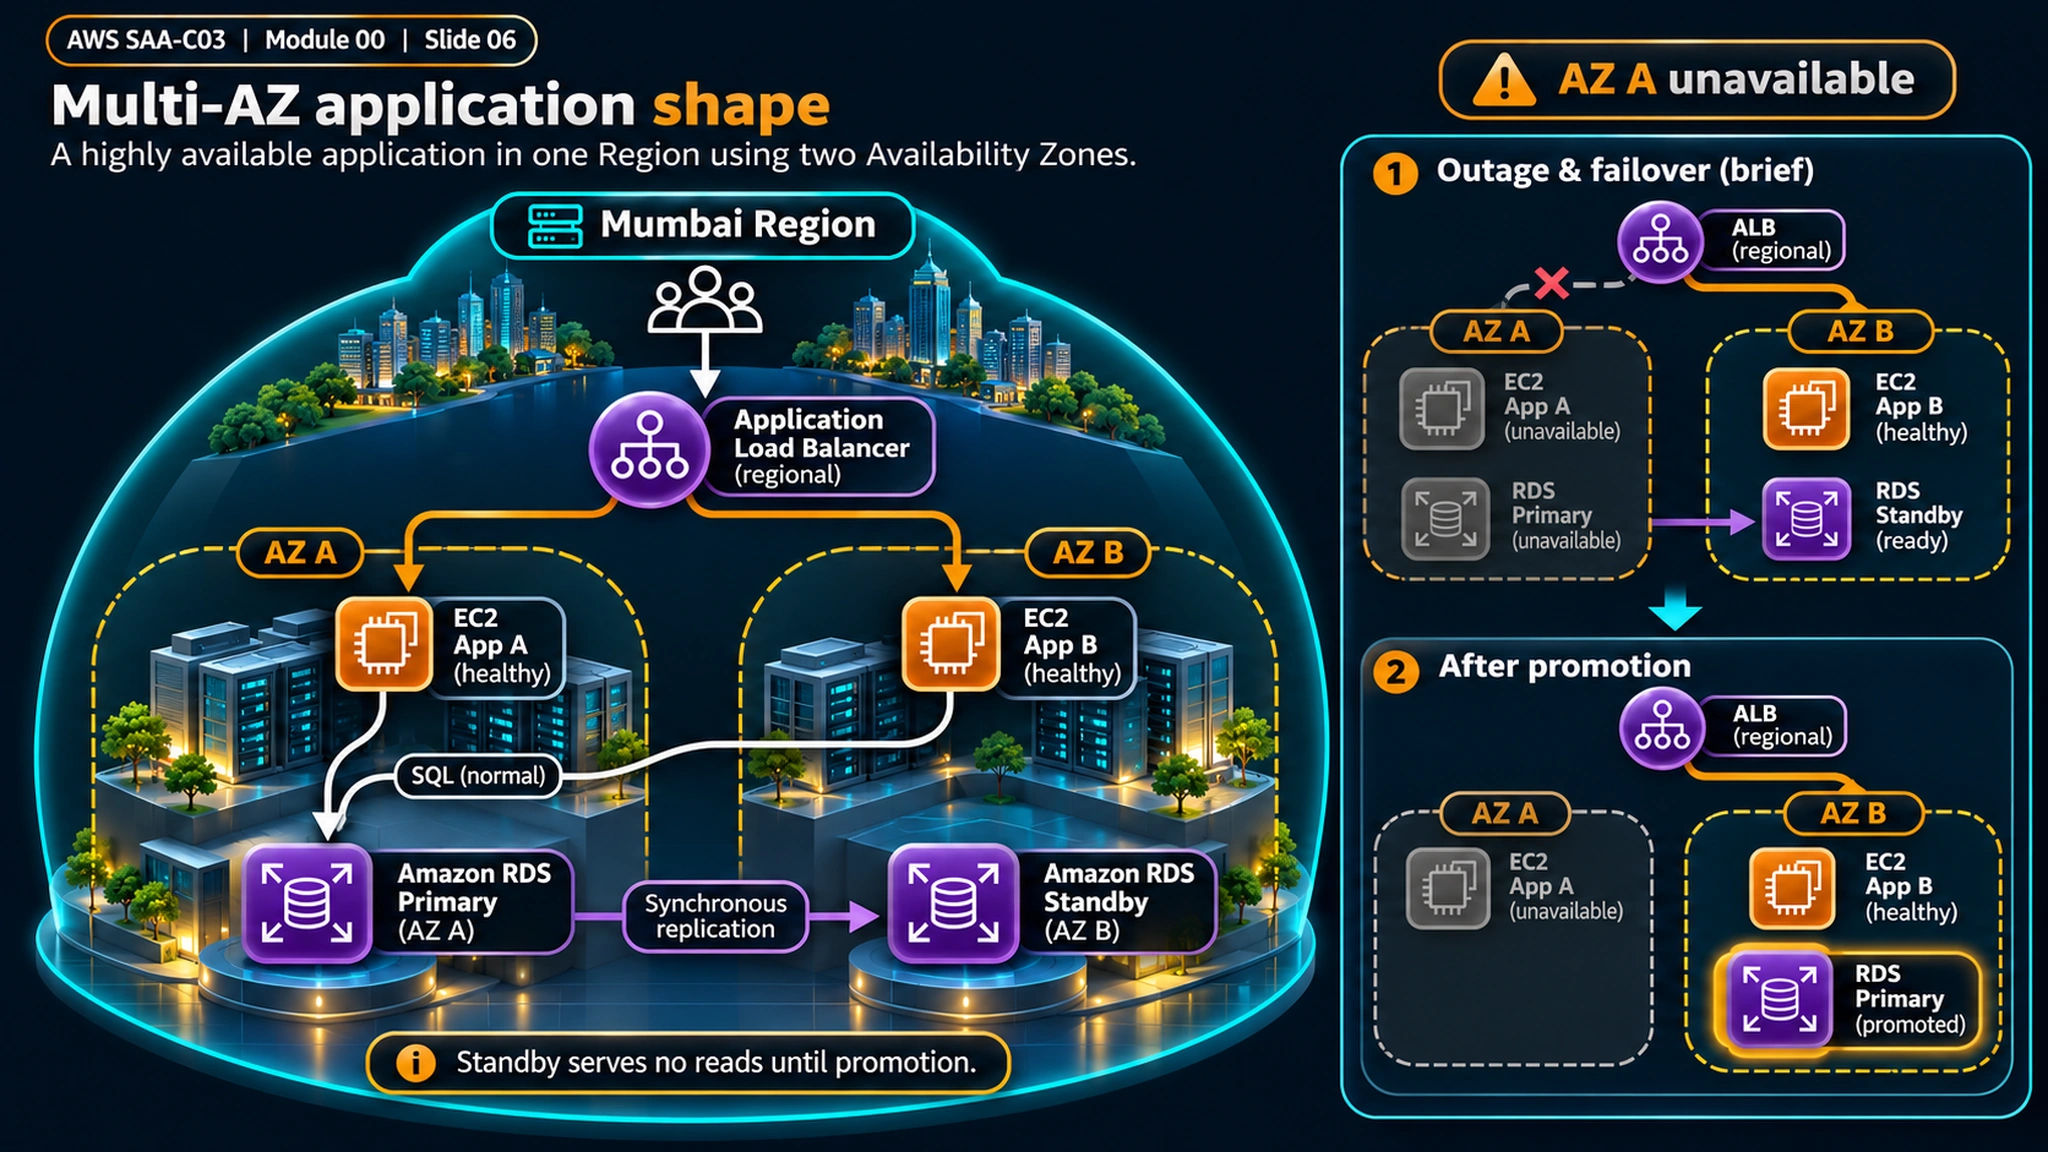 AWS SAA-C03 | Module 00 | Slide 06
Multi-AZ application shape
A highly available application in one Region using two Availability Zones.
Mumbai Region
Application
Load Balancer
(regional)
AZ A
AZ B
EC2
App A
(healthy)
EC2
App B
(healthy)
SQL (normal)
Amazon RDS
Primary
(AZ A)
Synchronous
replication
Amazon RDS
Standby
(AZ B)
i
Standby serves no reads until promotion.
! AZ A unavailable
1 Outage & failover (brief)
ALB
(regional)
AZ A
AZ B
EC2
App A
(unavailable)
EC2
App B
(healthy)
RDS
Primary
(unavailable)
RDS
Standby
(ready)
2 After promotion
ALB
(regional)
AZ A
AZ B
EC2
App A
(unavailable)
EC2
App B
(healthy)
RDS
Primary
(promoted)